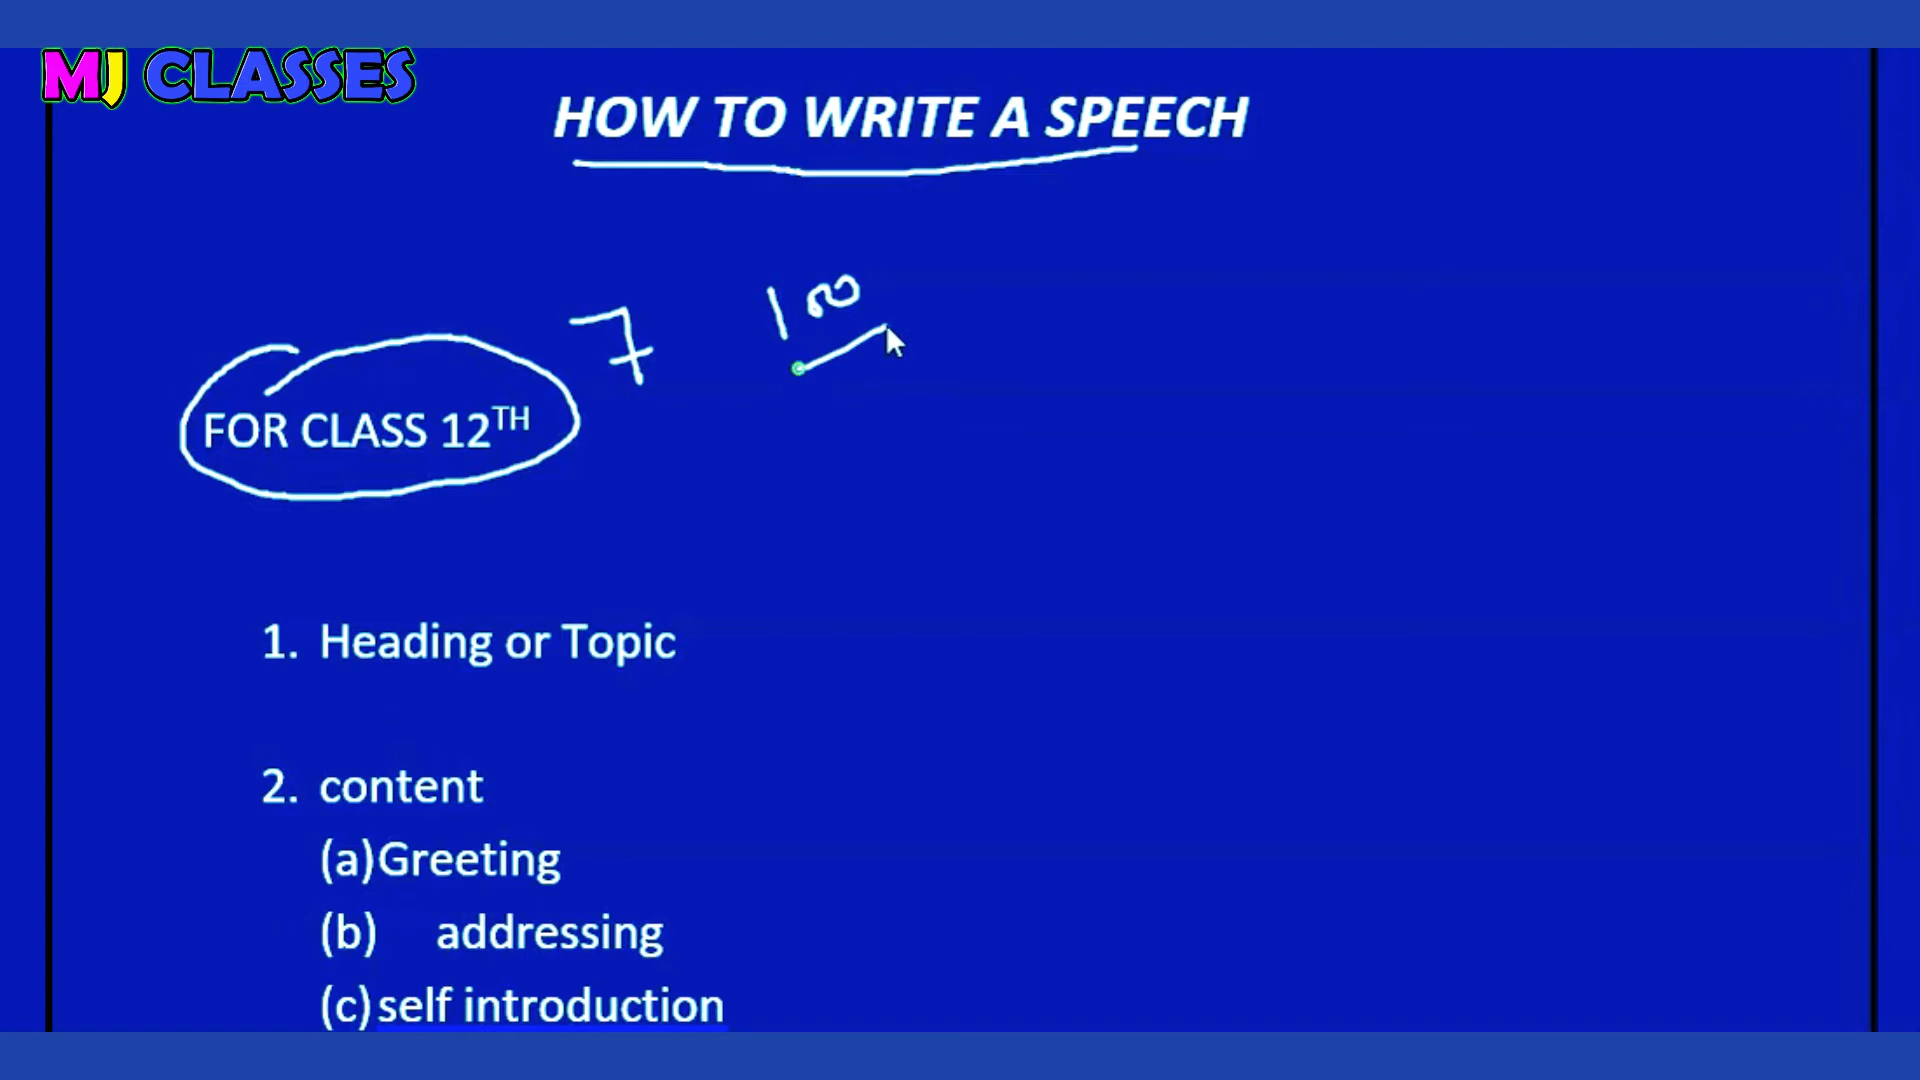 MJ CLASSES
HOW TO WRITE A SPEECH
7 100
FOR CLASS 12TH
1. Heading or Topic
2. content
(a)Greeting
(b) addressing
(c)self introduction